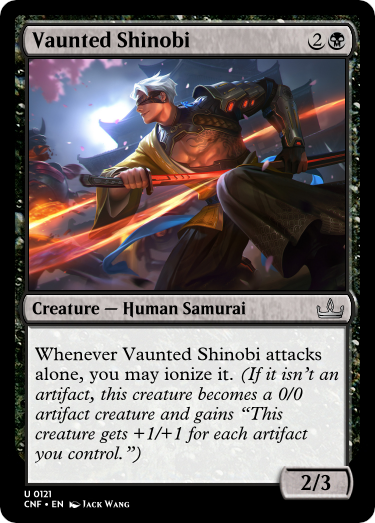 Vaunted Shinobi 2
Creature — Human Samurai
Whenever Vaunted Shinobi attacks
alone, you may ionize it. (If it isn't an
artifact, this creature becomes a 0/0
artifact creature and gains “This
creature gets +1/+1 for each artifact
you control.”)
2/3
U 0121
CNF • EN Jack Wang